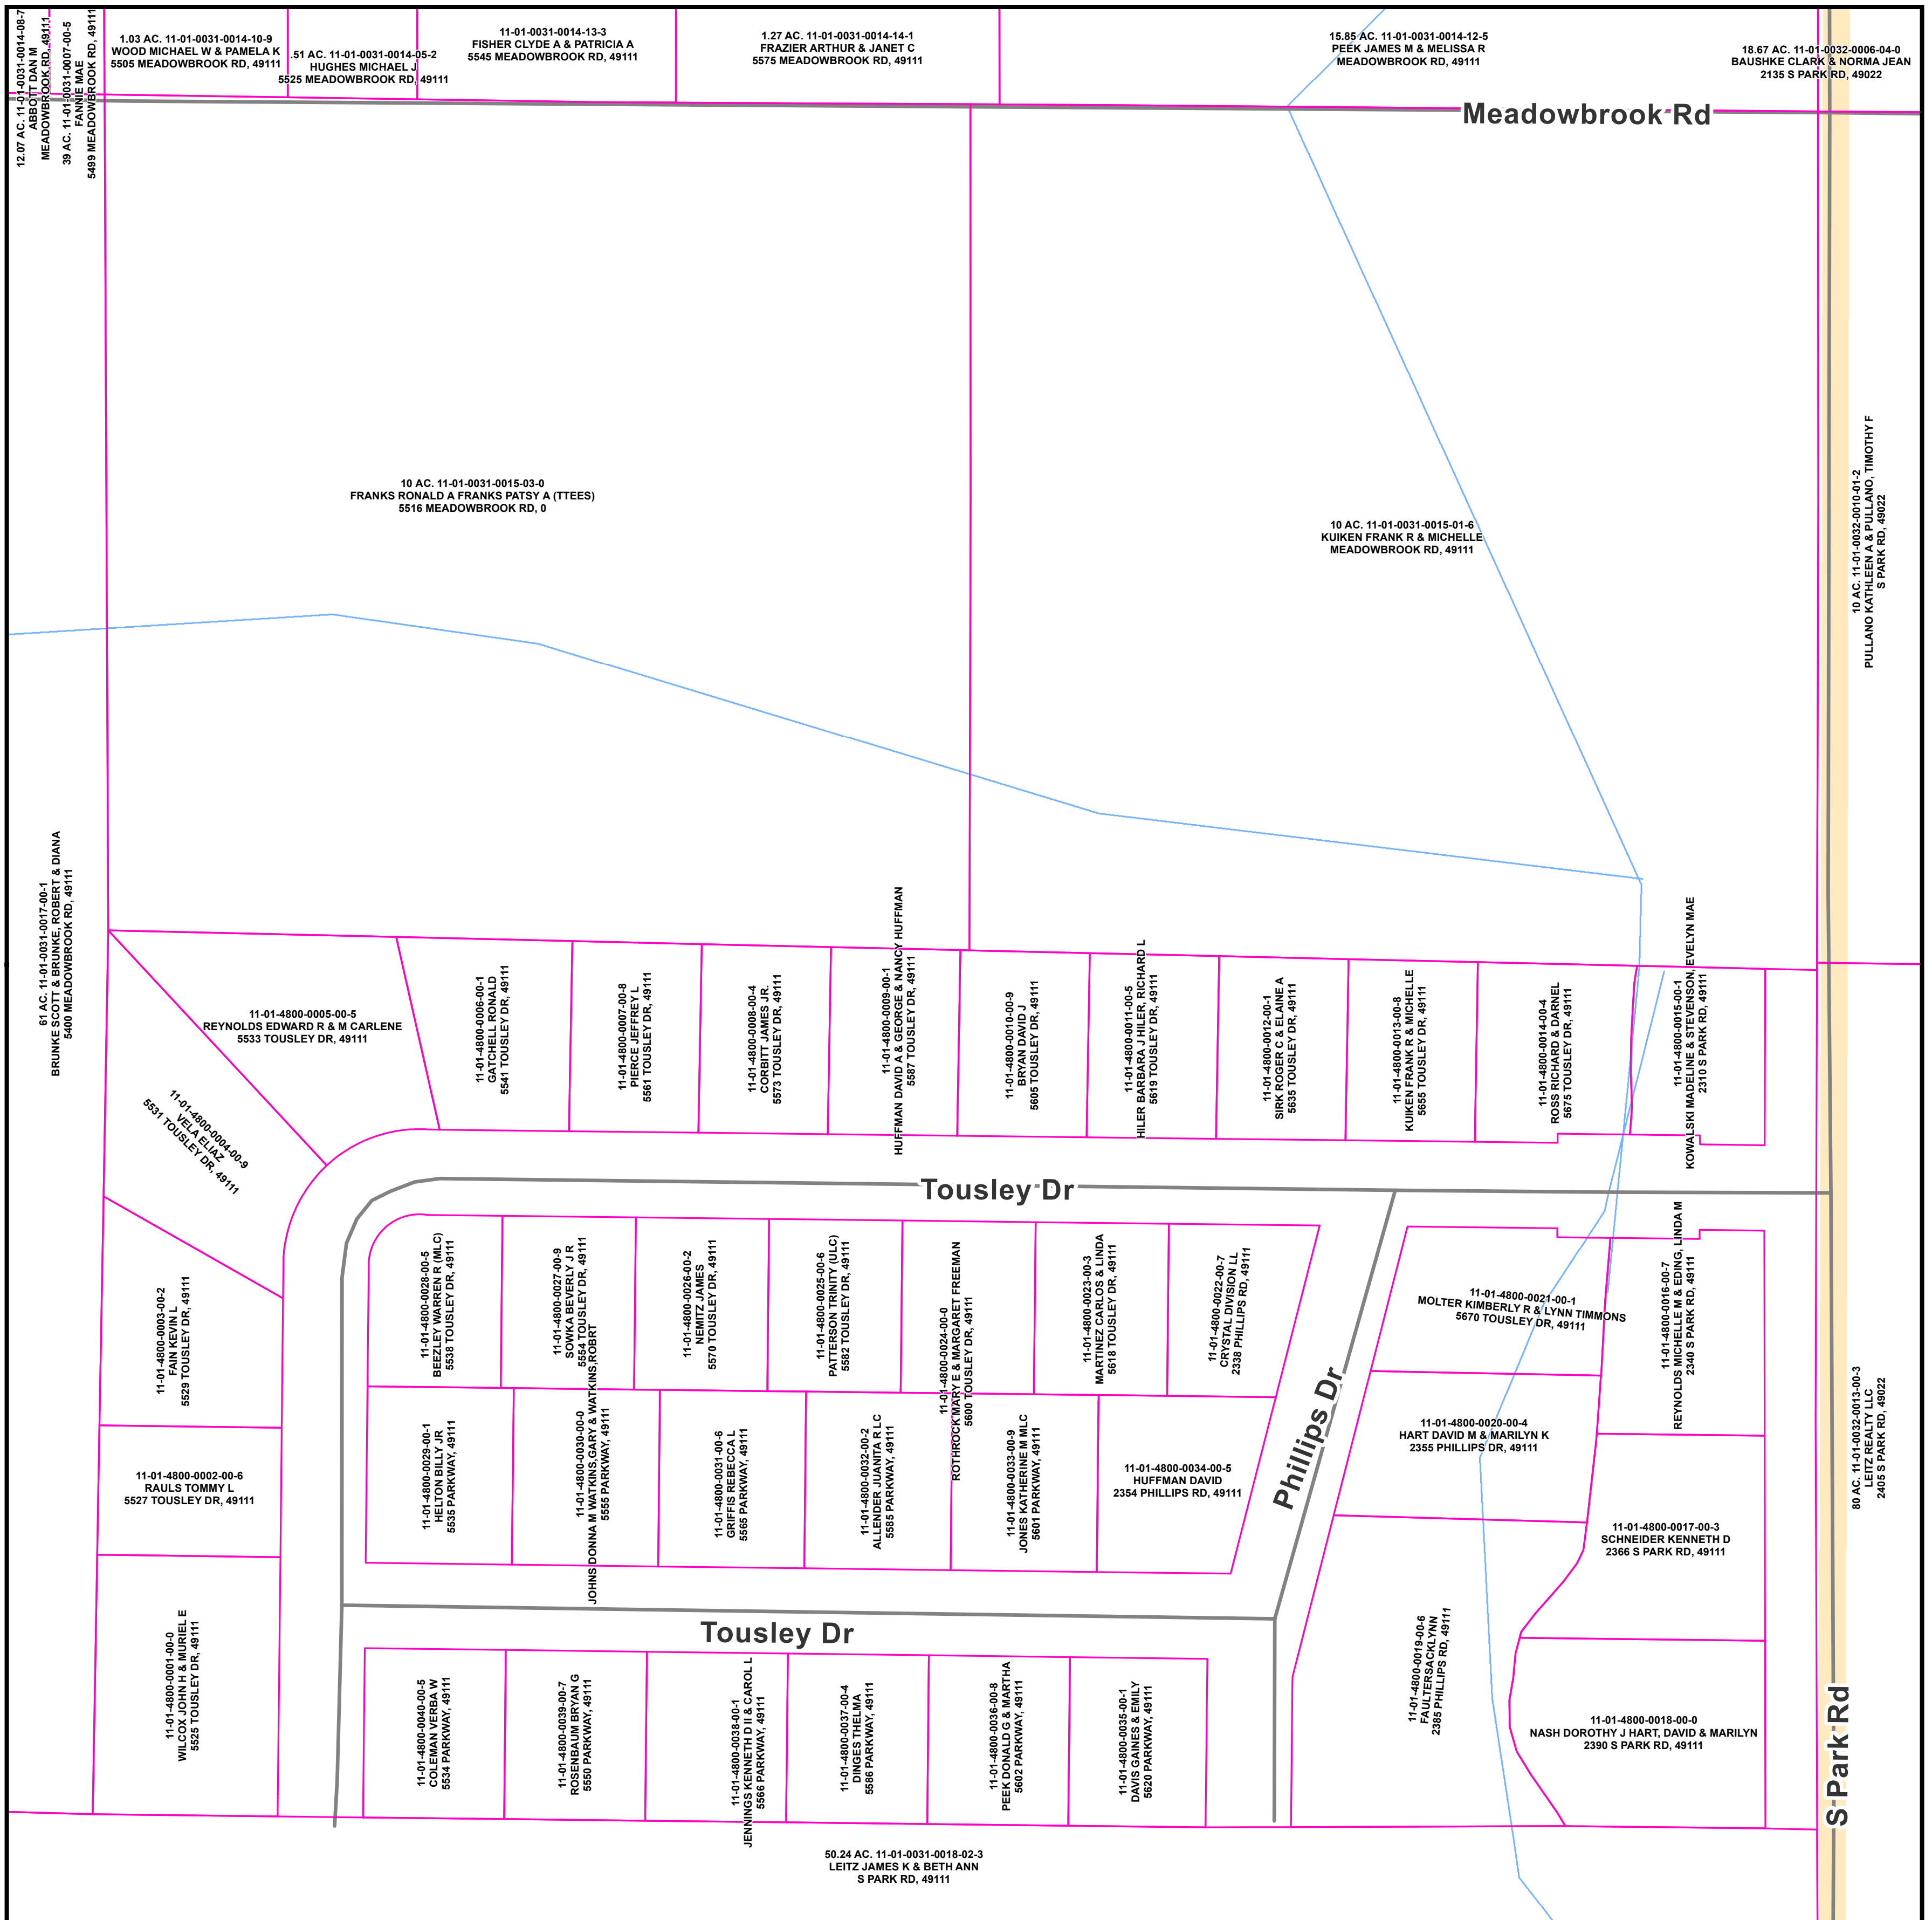 12.07 AC. 11-01-0031-0014-08-7
ABBOTT DAN M
MEADOWBROOK RD, 49111
39 AC. 11-01-0031-0007-00-5
FANNIE MAE
5499 MEADOWBROOK RD, 49111
1.03 AC. 11-01-0031-0014-10-9
WOOD MICHAEL W & PAMELA K
5505 MEADOWBROOK RD, 49111
.51 AC. 11-01-0031-0014-05-2
HUGHES MICHAEL J
5525 MEADOWBROOK RD, 49111
11-01-0031-0014-13-3
FISHER CLYDE A & PATRICIA A
5545 MEADOWBROOK RD, 49111
1.27 AC. 11-01-0031-0014-14-1
FRAZIER ARTHUR & JANET C
5575 MEADOWBROOK RD, 49111
15.85 AC. 11-01-0031-0014-12-5
PEEK JAMES M & MELISSA R
MEADOWBROOK RD, 49111
18.67 AC. 11-01-0032-0006-04-0
BAUSHKE CLARK & NORMA JEAN
2135 S PARK RD, 49022
Meadowbrook Rd
10 AC. 11-01-0031-0015-03-0
FRANKS RONALD A FRANKS PATSY A (TTEES)
5516 MEADOWBROOK RD, 0
10 AC. 11-01-0031-0015-01-6
KUIKEN FRANK R & MICHELLE
MEADOWBROOK RD, 49111
10 AC. 11-01-0032-0010-01-2
PULLANO KATHLEEN A & PULLANO, TIMOTHY F
S PARK RD, 49022
61 AC. 11-01-0031-0017-00-1
BRUNKE SCOTT & BRUNKE, ROBERT & DIANA
5400 MEADOWBROOK RD, 49111
11-01-4800-0005-00-5
REYNOLDS EDWARD R & M CARLENE
5533 TOUSLEY DR, 49111
11-01-4800-0006-00-1
GATCHELL RONALD
5541 TOUSLEY DR, 49111
11-01-4800-0007-00-8
PIERCE JEFFREY L
5561 TOUSLEY DR, 49111
11-01-4800-0008-00-4
CORBITT JAMES JR.
5573 TOUSLEY DR, 49111
11-01-4800-0009-00-1
HUFFMAN DAVID A & GEORGE & NANCY HUFFMAN
5587 TOUSLEY DR, 49111
11-01-4800-0010-00-9
BRYAN DAVID J
5605 TOUSLEY DR, 49111
11-01-4800-0011-00-5
HILER BARBARA J HILER, RICHARD L
5619 TOUSLEY DR, 49111
11-01-4800-0012-00-1
SIRK ROGER C & ELAINE A
5635 TOUSLEY DR, 49111
11-01-4800-0013-00-8
KUIKEN FRANK R & MICHELLE
5655 TOUSLEY DR, 49111
11-01-4800-0014-00-4
ROSS RICHARD & DARNEL
5675 TOUSLEY DR, 49111
11-01-4800-0015-00-1
KOWALSKI MADELINE & STEVENSON, EVELYN MAE
2310 S PARK RD, 49111
11-01-4800-0004-00-9
VELA ELIAZ
5531 TOUSLEY DR, 49111
Tousley Dr
11-01-4800-0003-00-2
FAIN KEVIN L
5529 TOUSLEY DR, 49111
11-01-4800-0028-00-5
BEEZLEY WARREN R (MLC)
5538 TOUSLEY DR, 49111
11-01-4800-0027-00-9
SOWKA BEVERLY J R
5554 TOUSLEY DR, 49111
11-01-4800-0026-00-2
NEMITZ JAMES
5570 TOUSLEY DR, 49111
11-01-4800-0025-00-6
PATTERSON TRINITY (ULC)
5582 TOUSLEY DR, 49111
11-01-4800-0024-00-0
ROTHROCK MARY E & MARGARET FREEMAN
5600 TOUSLEY DR, 49111
11-01-4800-0023-00-3
MARTINEZ CARLOS & LINDA
5618 TOUSLEY DR, 49111
11-01-4800-0022-00-7
CRYSTAL DIVISION LL
2338 PHILLIPS RD, 49111
11-01-4800-0021-00-1
MOLTER KIMBERLY R & LYNN TIMMONS
5670 TOUSLEY DR, 49111
11-01-4800-0016-00-7
REYNOLDS MICHELLE M & EDING, LINDA M
2340 S PARK RD, 49111
11-01-4800-0002-00-6
RAULS TOMMY L
5527 TOUSLEY DR, 49111
11-01-4800-0029-00-1
HELTON BILLY JR
5535 PARKWAY, 49111
11-01-4800-0030-00-0
JOHNS DONNA M WATKINS,GARY & WATKINS,ROBRT
5555 PARKWAY, 49111
11-01-4800-0031-00-6
GRIFFIS REBECCA L
5565 PARKWAY, 49111
11-01-4800-0032-00-2
ALLENDER JUANITA R LC
5585 PARKWAY, 49111
11-01-4800-0033-00-9
JONES KATHERINE M MLC
5601 PARKWAY, 49111
11-01-4800-0034-00-5
HUFFMAN DAVID
2354 PHILLIPS RD, 49111
Phillips Dr
11-01-4800-0020-00-4
HART DAVID M & MARILYN K
2355 PHILLIPS DR, 49111
11-01-4800-0017-00-3
SCHNEIDER KENNETH D
2366 S PARK RD, 49111
80 AC. 11-01-0032-0013-00-3
LEITZ REALTY LLC
2405 S PARK RD, 49022
Tousley Dr
11-01-4800-0001-00-0
WILCOX JOHN H & MURIEL E
5525 TOUSLEY DR, 49111
11-01-4800-0040-00-5
COLEMAN VERBA W
5534 PARKWAY, 49111
11-01-4800-0039-00-7
ROSENBAUM BRYAN G
5550 PARKWAY, 49111
11-01-4800-0038-00-1
JENNINGS KENNETH D II & CAROL L
5566 PARKWAY, 49111
11-01-4800-0037-00-4
DINGES THELMA
5586 PARKWAY, 49111
11-01-4800-0036-00-8
PEEK DONALD G & MARTHA
5602 PARKWAY, 49111
11-01-4800-0035-00-1
DAVIS GAINES & EMILY
5620 PARKWAY, 49111
11-01-4800-0019-00-6
FAULTERSACKLYNN
2385 PHILLIPS RD, 49111
11-01-4800-0018-00-0
NASH DOROTHY J HART, DAVID & MARILYN
2390 S PARK RD, 49111
S Park Rd
50.24 AC. 11-01-0031-0018-02-3
LEITZ JAMES K & BETH ANN
S PARK RD, 49111